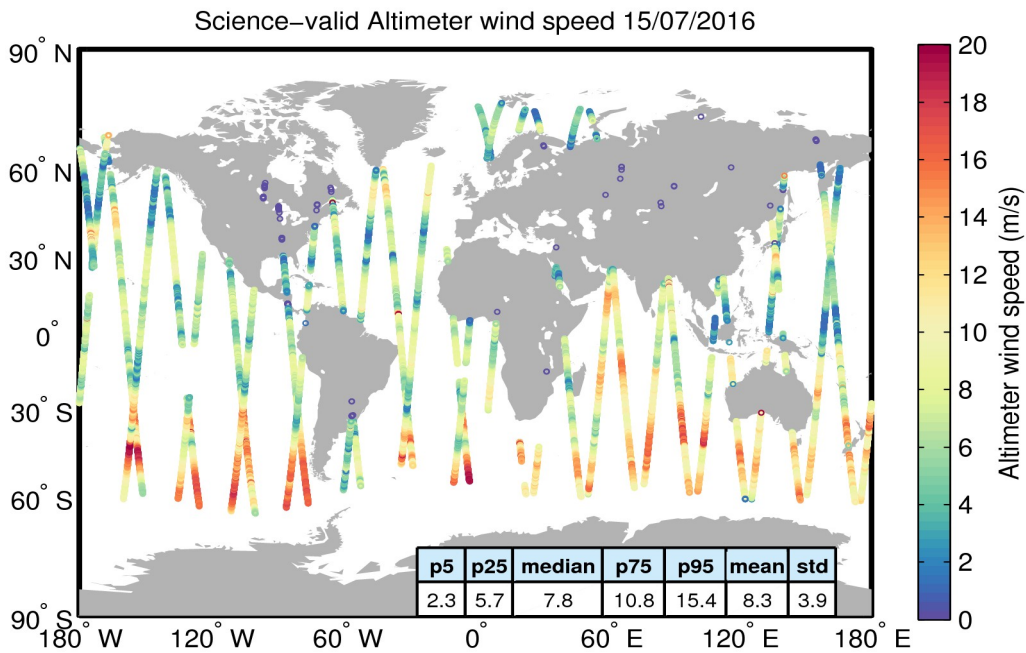 Science−valid Altimeter wind speed 15/07/2016
90° N
60° N
30° N
0°
30° S
60° S
90° S
180° W
120° W
60° W
0°
60° E
120° E
180° E
p5 p25 median p75 p95 mean std
2.3 5.7 7.8 10.8 15.4 8.3 3.9
20
18
16
14
12
10
8
6
4
2
0
Altimeter wind speed (m/s)